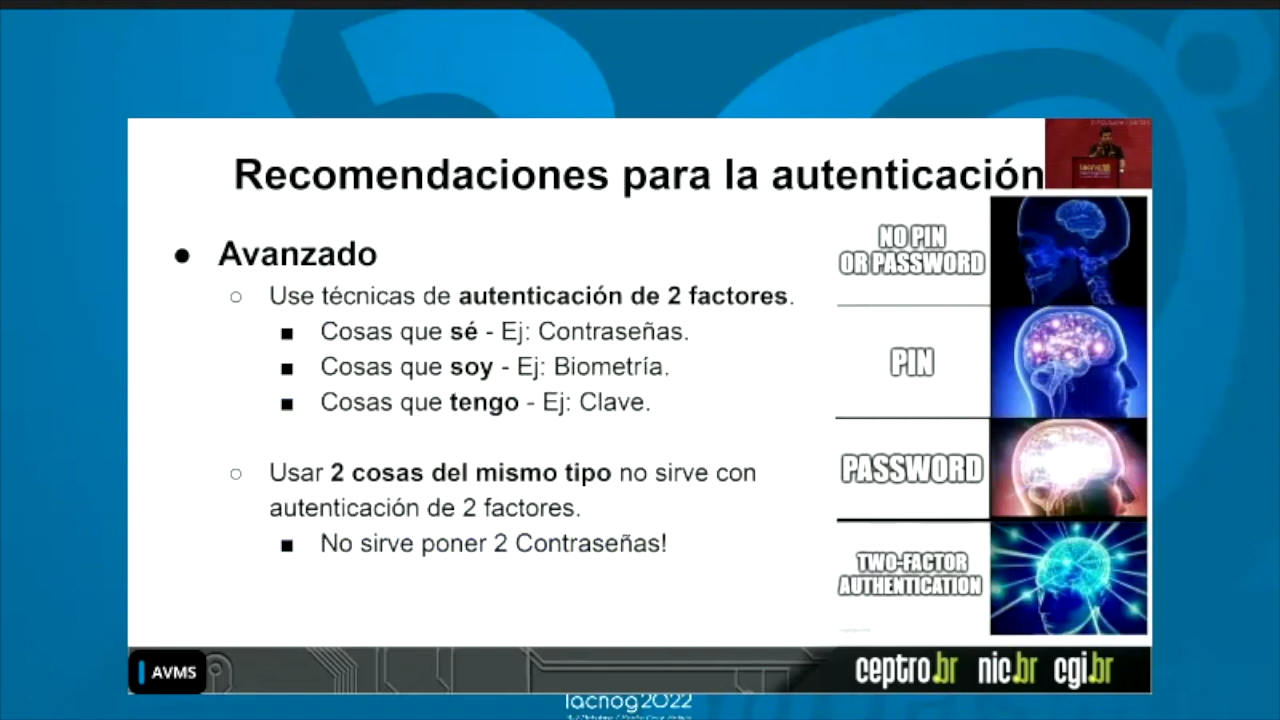 Recomendaciones para la autenticación
● Avanzado
○ Use técnicas de autenticación de 2 factores.
■ Cosas que sé - Ej: Contraseñas.
■ Cosas que soy - Ej: Biometría.
■ Cosas que tengo - Ej: Clave.
○ Usar 2 cosas del mismo tipo no sirve con
autenticación de 2 factores.
■ No sirve poner 2 Contraseñas!
NO PIN
OR PASSWORD
PIN
PASSWORD
TWO-FACTOR
AUTHENTICATION
AVMS
ceptro.br nic.br cgi.br
lacnog2022